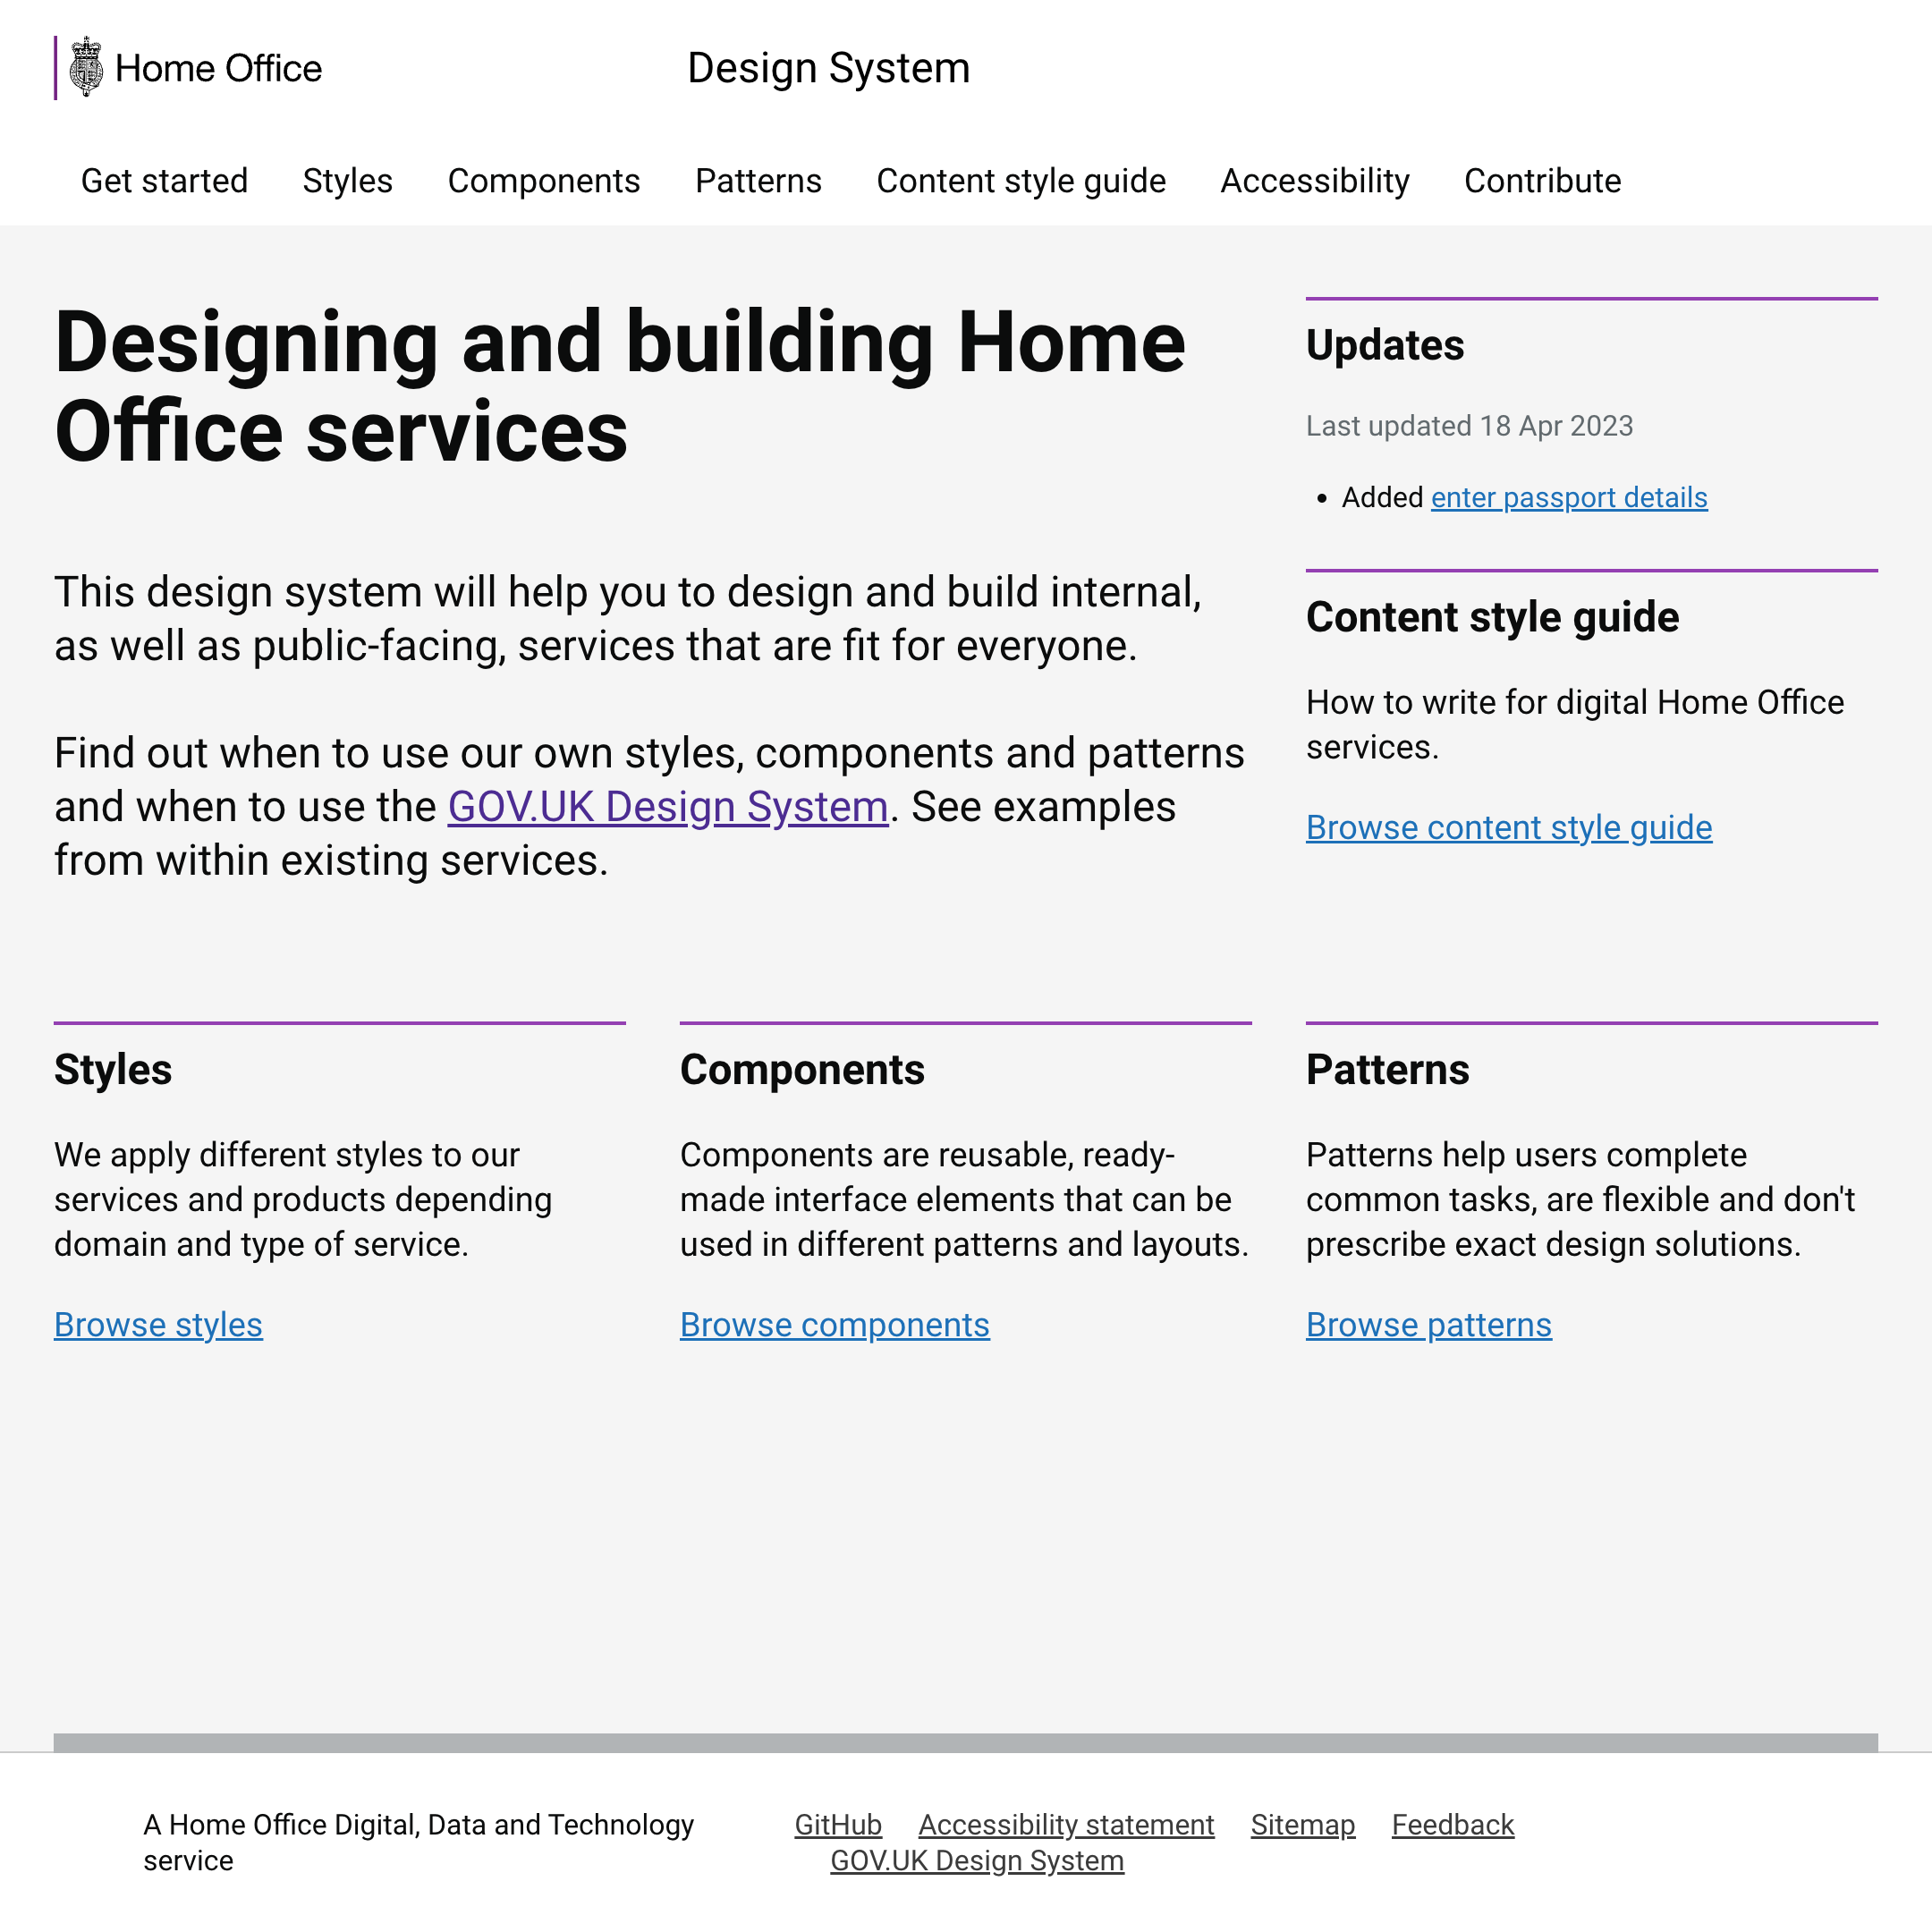 Home Office
Design System
Get started
Styles
Components
Patterns
Content style guide
Accessibility
Contribute
Designing and building Home
Office services
This design system will help you to design and build internal,
as well as public-facing, services that are fit for everyone.
Find out when to use our own styles, components and patterns
and when to use the GOV.UK Design System. See examples
from within existing services.
Updates
Last updated 18 Apr 2023
• Added enter passport details
Content style guide
How to write for digital Home Office
services.
Browse content style guide
Styles
We apply different styles to our
services and products depending
domain and type of service.
Browse styles
Components
Components are reusable, ready-
made interface elements that can be
used in different patterns and layouts.
Browse components
Patterns
Patterns help users complete
common tasks, are flexible and don't
prescribe exact design solutions.
Browse patterns
A Home Office Digital, Data and Technology
service
GitHub
Accessibility statement
Sitemap
Feedback
GOV.UK Design System